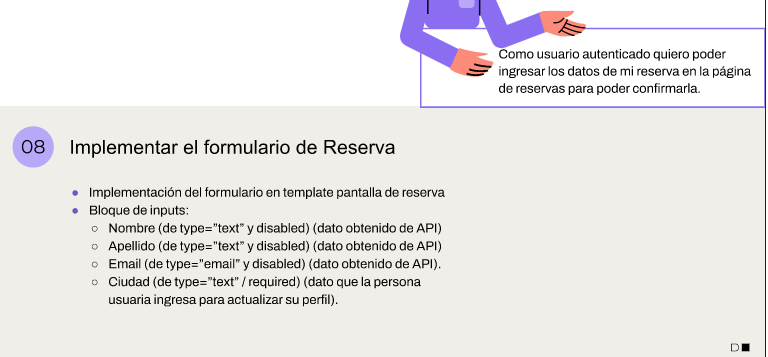 Como usuario autenticado quiero poder
ingresar los datos de mi reserva en la página
de reservas para poder confirmarla.
08 Implementar el formulario de Reserva
● Implementación del formulario en template pantalla de reserva
● Bloque de inputs:
○ Nombre (de type=”text” y disabled) (dato obtenido de API)
○ Apellido (de type=”text” y disabled) (dato obtenido de API)
○ Email (de type=”email” y disabled) (dato obtenido de API).
○ Ciudad (de type=”text” / required) (dato que la persona
usuaria ingresa para actualizar su perfil).
D■